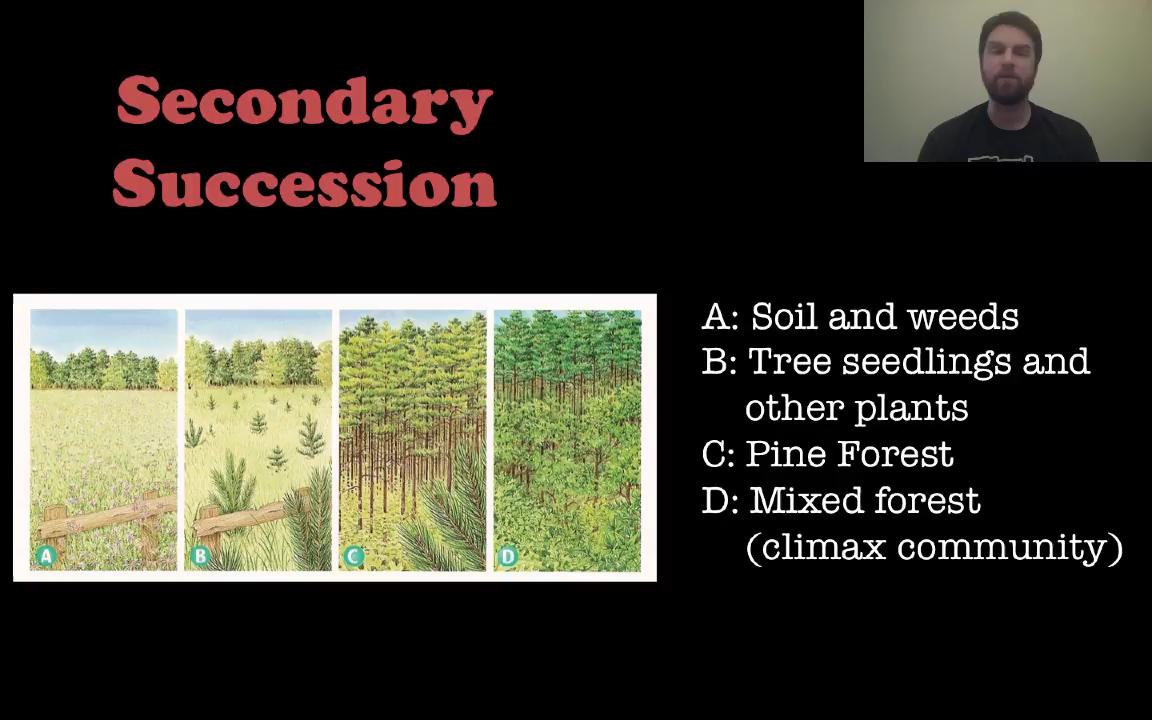 Secondary
Succession
A: Soil and weeds
B: Tree seedlings and
other plants
C: Pine Forest
D: Mixed forest
(climax community)
A
B
C
D